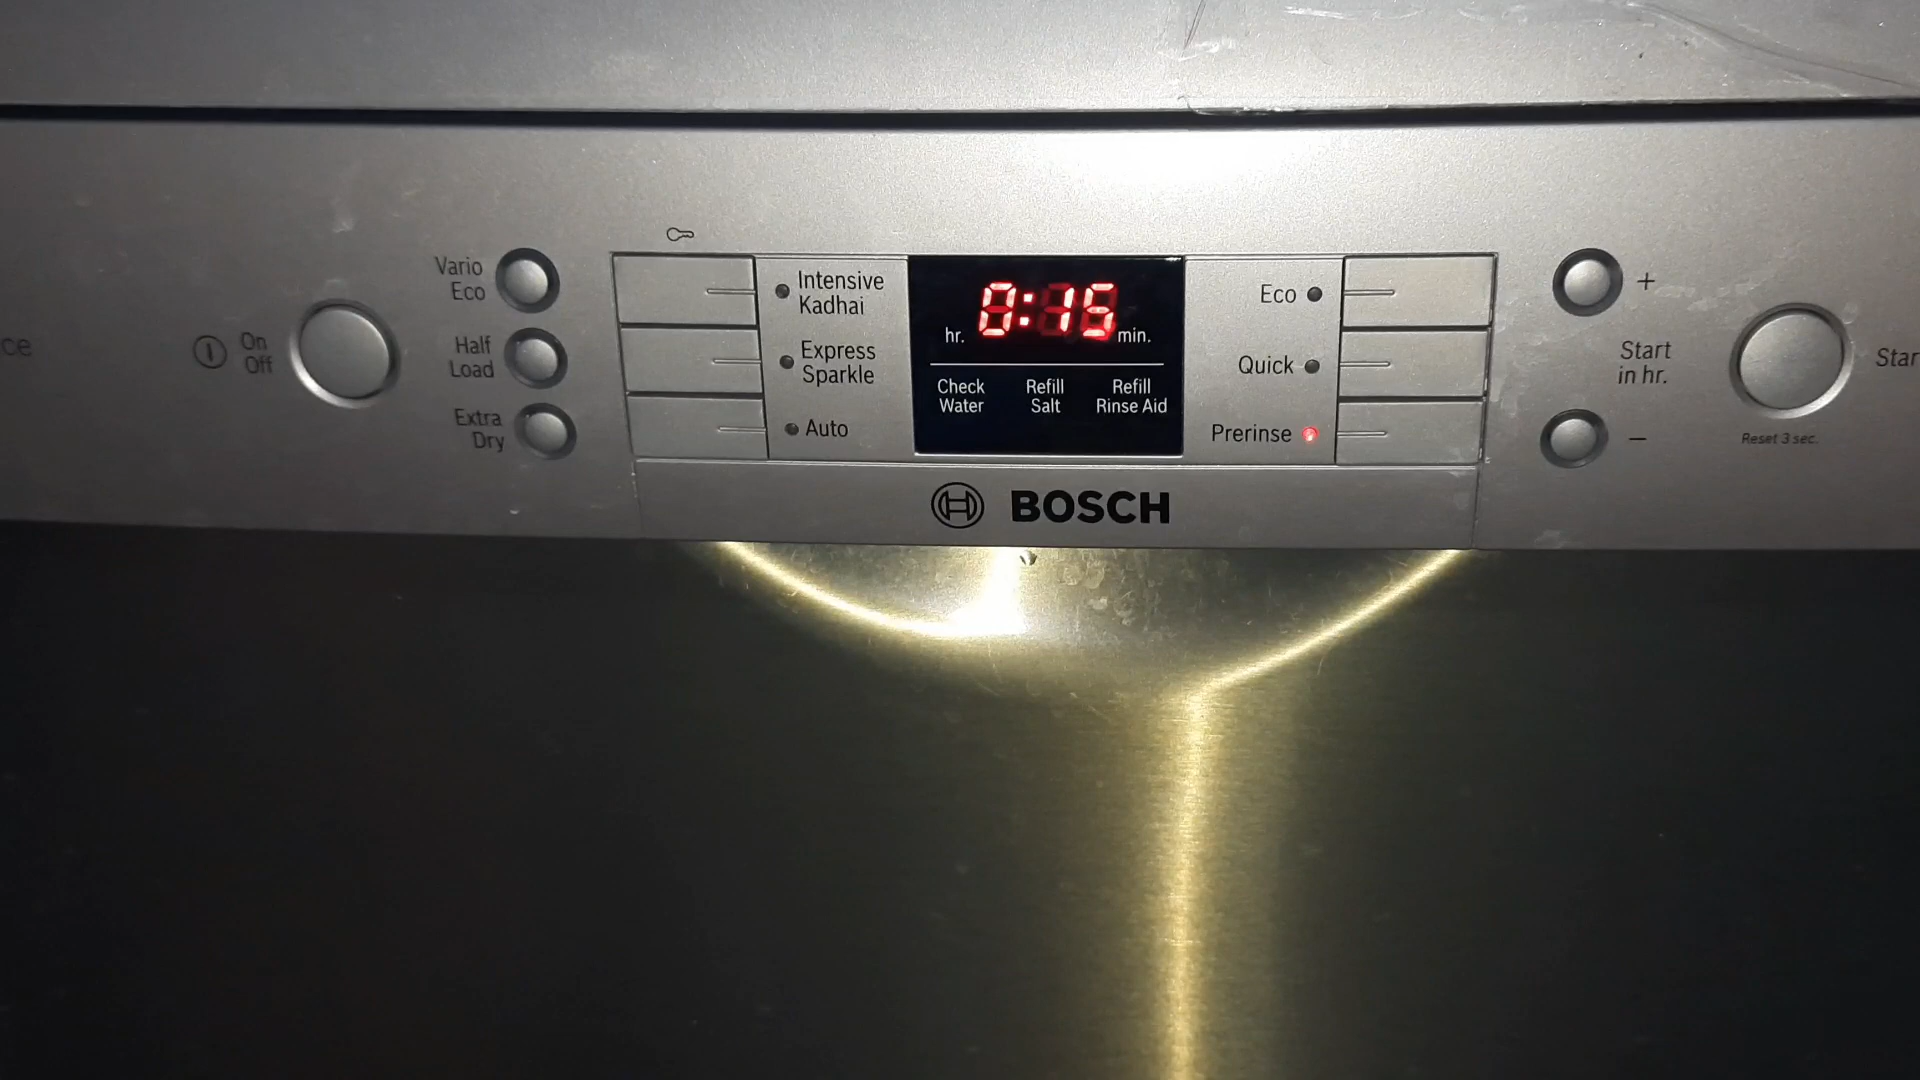 ce
On
Off
Vario
Eco
Half
Load
Extra
Dry
Intensive
Kadhai
Express
Sparkle
Auto
0:15
hr.
min.
Check
Water
Refill
Salt
Refill
Rinse Aid
Eco
Quick
Prerinse
BOSCH
+
Start
in hr.
–
Star
Reset 3 sec.